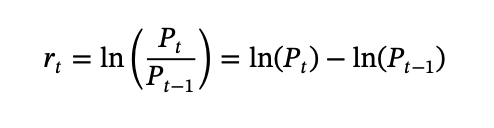 r_t = ln(P_t / P_{t−1}) = ln(P_t) − ln(P_{t−1})